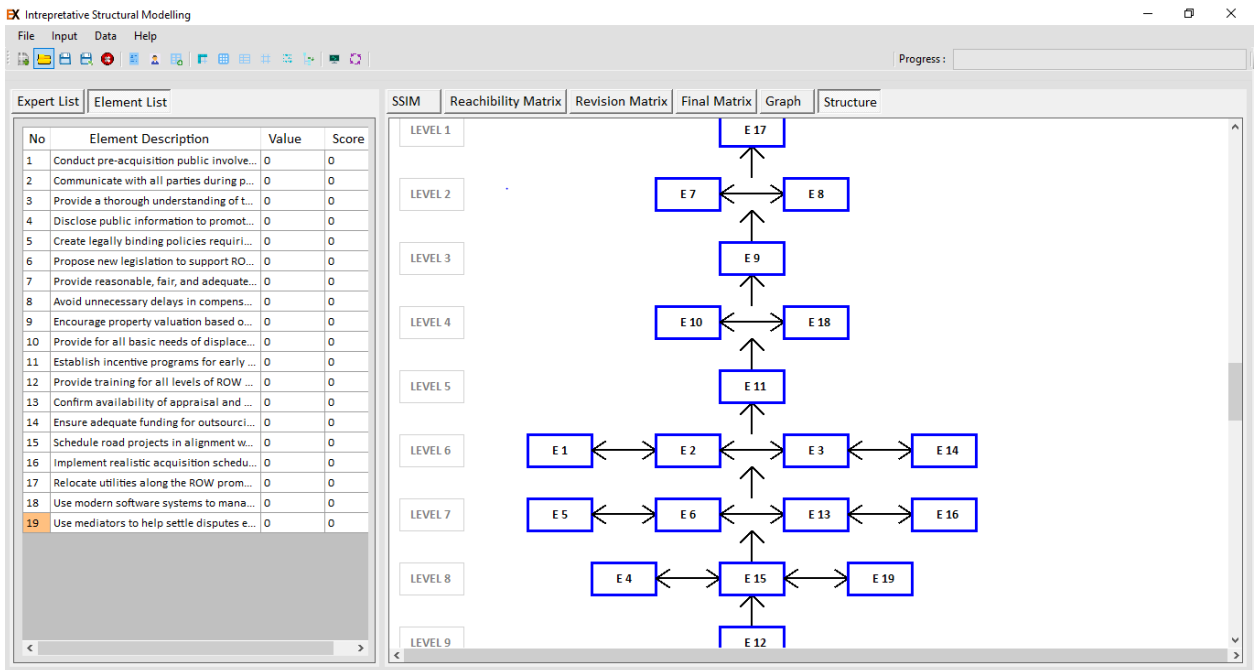 EX Intrepretative Structural Modelling
File Input Data Help
Progress :
Expert List Element List
No Element Description Value Score
1 Conduct pre-acquisition public involve... 0 0
2 Communicate with all parties during p... 0 0
3 Provide a thorough understanding of t... 0 0
4 Disclose public information to promot... 0 0
5 Create legally binding policies requiri... 0 0
6 Propose new legislation to support RO... 0 0
7 Provide reasonable, fair, and adequate... 0 0
8 Avoid unnecessary delays in compens... 0 0
9 Encourage property valuation based o... 0 0
10 Provide for all basic needs of displace... 0 0
11 Establish incentive programs for early ... 0 0
12 Provide training for all levels of ROW ... 0 0
13 Confirm availability of appraisal and ... 0 0
14 Ensure adequate funding for outsourci... 0 0
15 Schedule road projects in alignment w... 0 0
16 Implement realistic acquisition schedu... 0 0
17 Relocate utilities along the ROW prom... 0 0
18 Use modern software systems to mana... 0 0
19 Use mediators to help settle disputes e... 0 0
SSIM Reachibility Matrix Revision Matrix Final Matrix Graph Structure
LEVEL 1 E 17
LEVEL 2 E 7 E 8
LEVEL 3 E 9
LEVEL 4 E 10 E 18
LEVEL 5 E 11
LEVEL 6 E 1 E 2 E 3 E 14
LEVEL 7 E 5 E 6 E 13 E 16
LEVEL 8 E 4 E 15 E 19
LEVEL 9 E 12